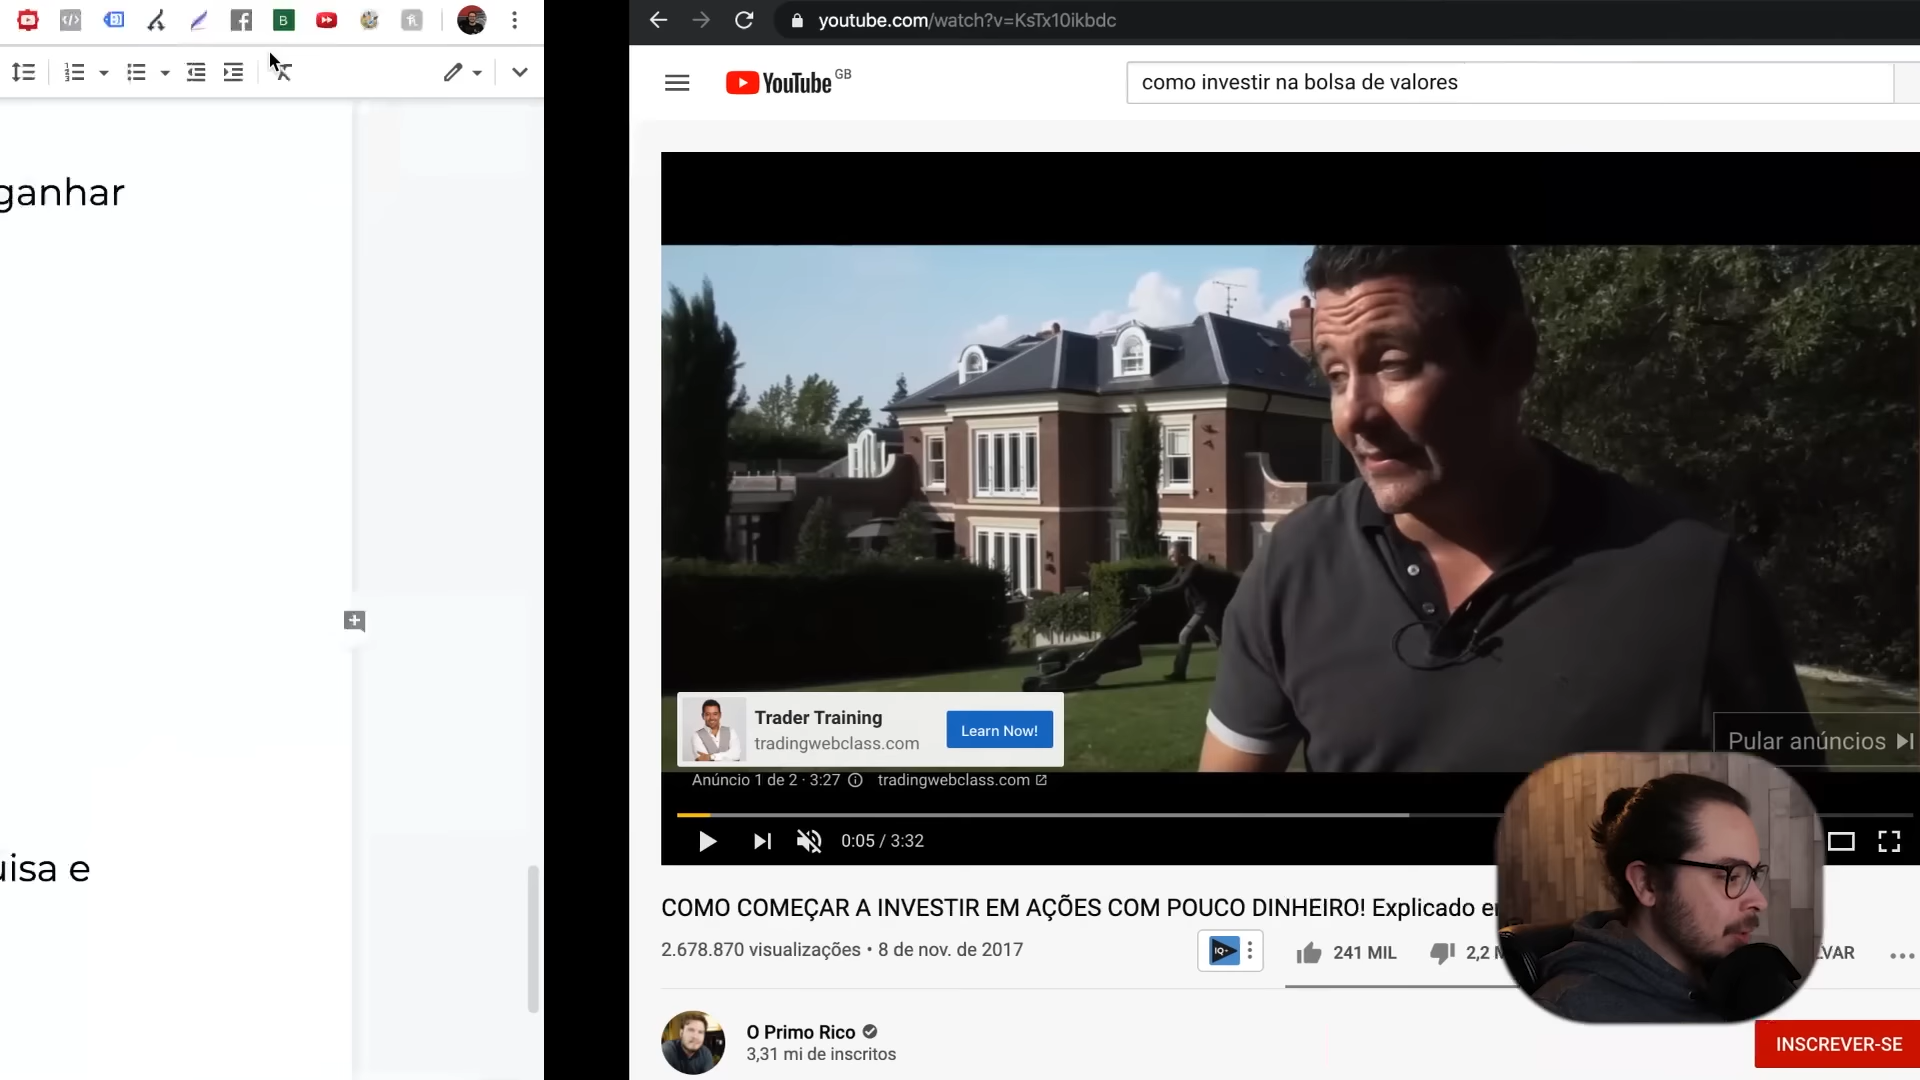 ganhar
uisa e
youtube.com/watch?v=KsTx10ikbdc
YouTube GB
como investir na bolsa de valores
Trader Training
tradingwebclass.com
Learn Now!
Pular anúncios
Anúncio 1 de 2 · 3:27
tradingwebclass.com
0:05 / 3:32
COMO COMEÇAR A INVESTIR EM AÇÕES COM POUCO DINHEIRO! Explicado e
2.678.870 visualizações • 8 de nov. de 2017
241 MIL
2,2 M
VAR
O Primo Rico
3,31 mi de inscritos
INSCREVER-SE